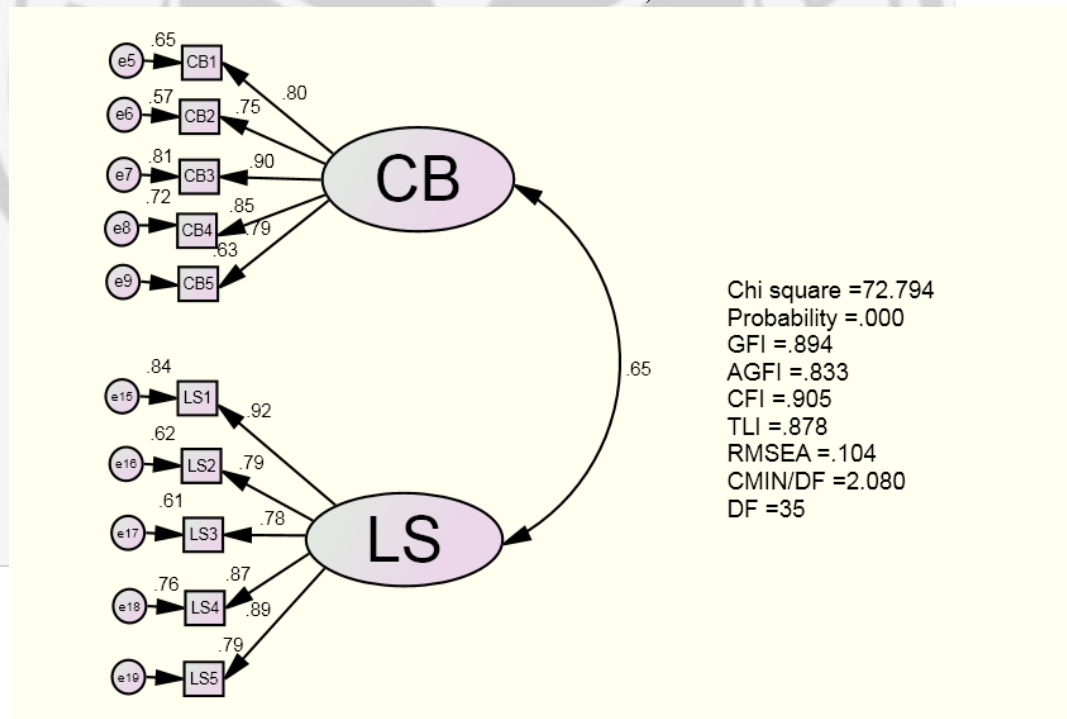 .65
e5
CB1
.80
.57
e6
CB2
.75
.81
e7
CB3
.90
CB
.72
e8
CB4
.85
.79
.63
e9
CB5
.84
e15
LS1
.92
.62
e16
LS2
.79
.61
e17
LS3
.78
LS
.76
e18
LS4
.87
.89
.79
e19
LS5
.65
Chi square =72.794
Probability =.000
GFI =.894
AGFI =.833
CFI =.905
TLI =.878
RMSEA =.104
CMIN/DF =2.080
DF =35